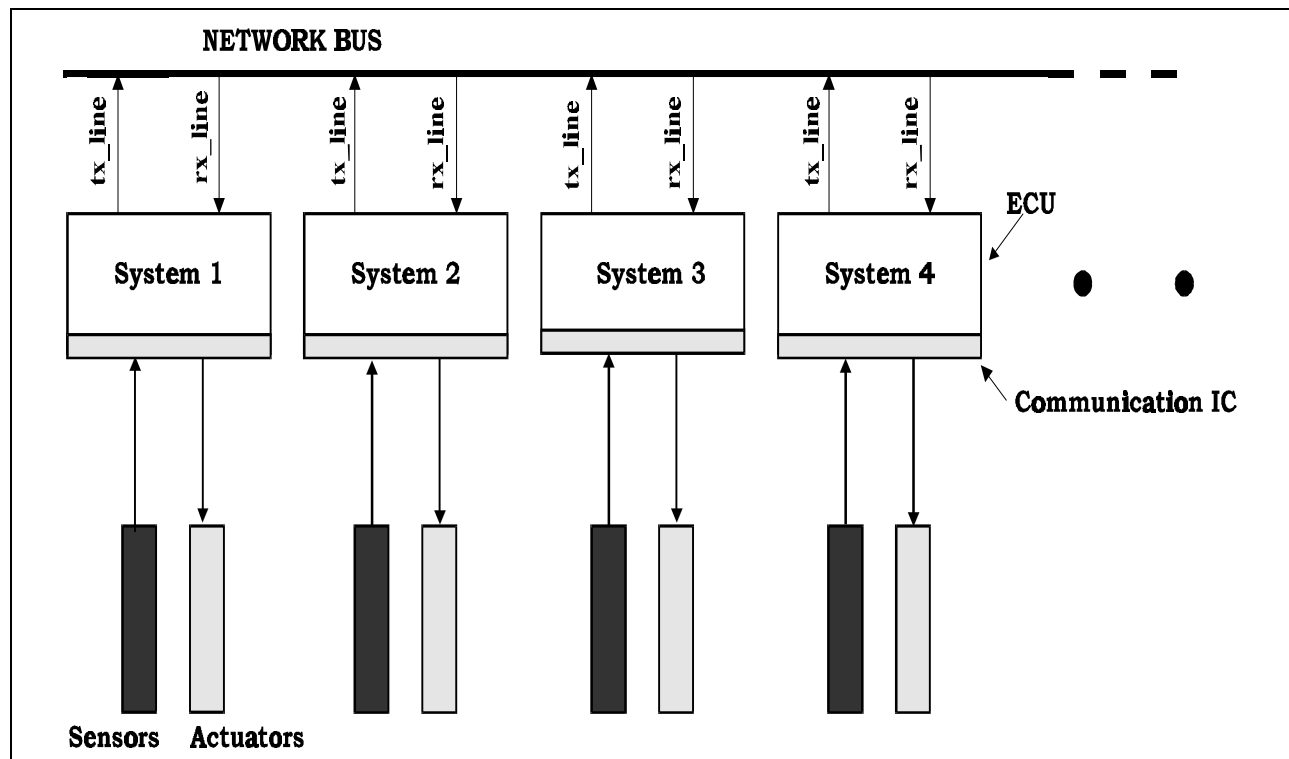 NETWORK BUS
tx_line
rx_line
tx_line
rx_line
tx_line
rx_line
tx_line
rx_line
ECU
System 1
System 2
System 3
System 4
Communication IC
Sensors
Actuators